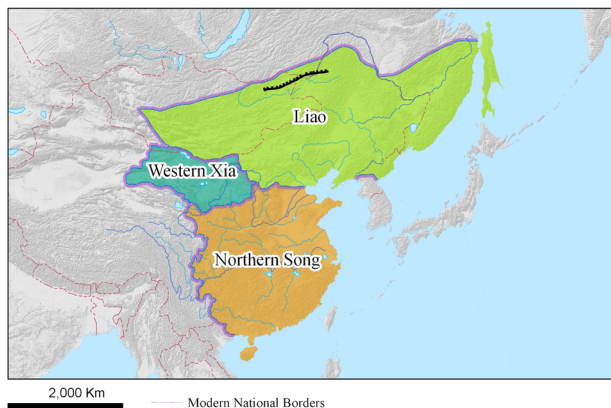 Liao
Western Xia
Northern Song
2,000 Km
Modern National Borders